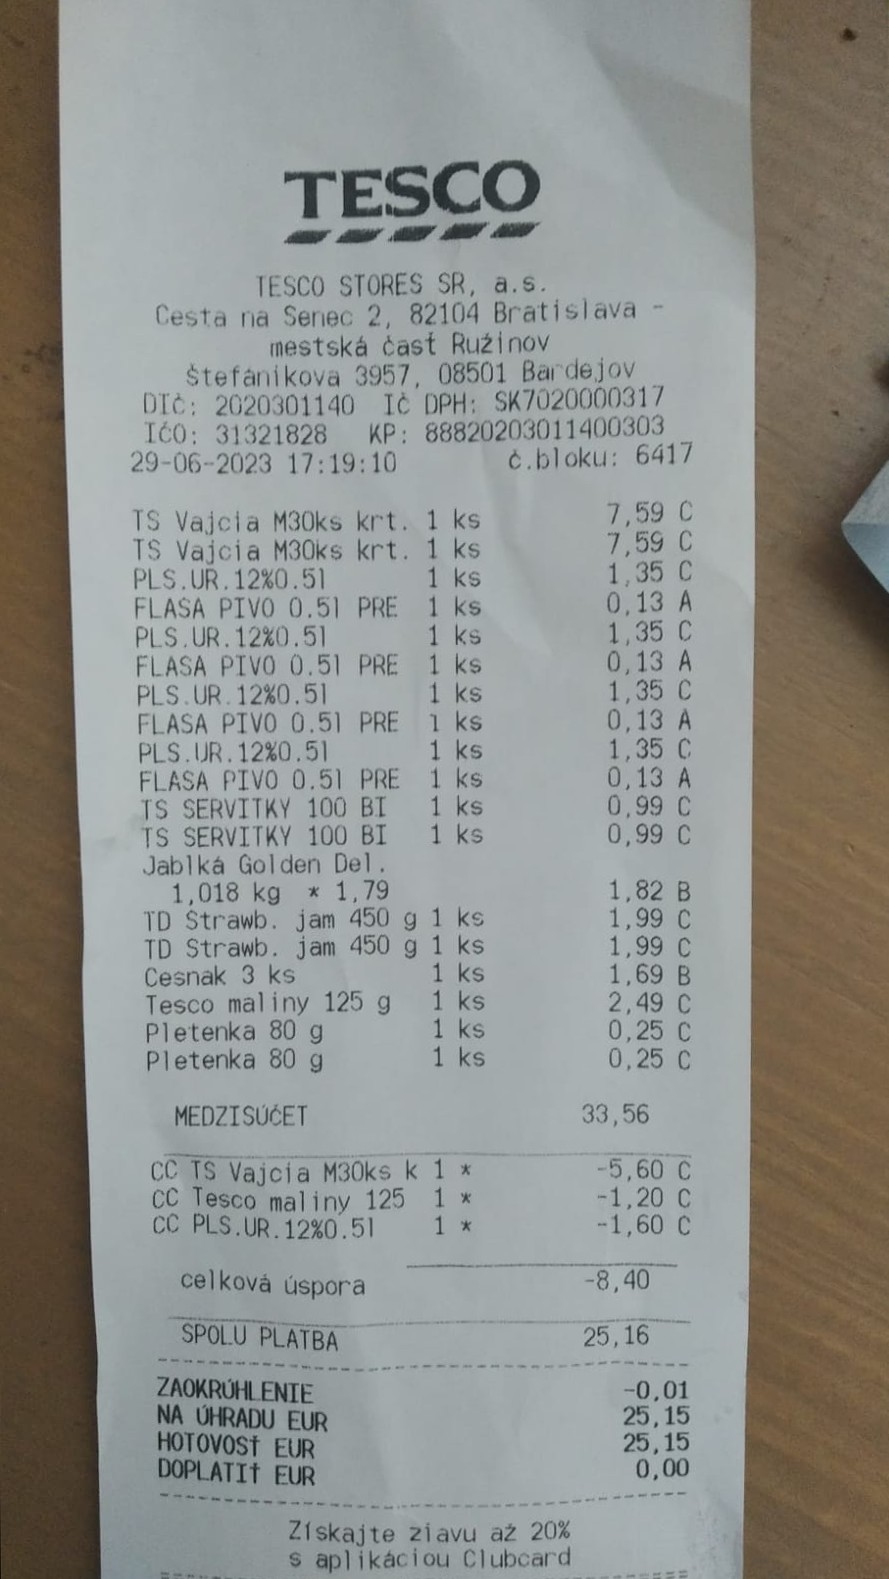 TESCO
TESCO STORES SR, a.s.
Cesta na Senec 2, 82104 Bratislava -
mestská časť Ružinov
Štefánikova 3957, 08501 Bardejov
DIČ: 2020301140 IČ DPH: SK7020000317
IČO: 31321828 KP: 88820203011400303
29-06-2023 17:19:10 č.bloku: 6417
TS Vajcia M30ks krt. 1 ks 7,59 C
TS Vajcia M30ks krt. 1 ks 7,59 C
PLS.UR.12%0.5l 1 ks 1,35 C
FLASA PIVO 0.5l PRE 1 ks 0,13 A
PLS.UR.12%0.5l 1 ks 1,35 C
FLASA PIVO 0.5l PRE 1 ks 0,13 A
PLS.UR.12%0.5l 1 ks 1,35 C
FLASA PIVO 0.5l PRE 1 ks 0,13 A
PLS.UR.12%0.5l 1 ks 1,35 C
FLASA PIVO 0.5l PRE 1 ks 0,13 A
TS SERVITKY 100 BI 1 ks 0,99 C
TS SERVITKY 100 BI 1 ks 0,99 C
Jablká Golden Del.
1,018 kg * 1,79 1,82 B
TD Strawb. jam 450 g 1 ks 1,99 C
TD Strawb. jam 450 g 1 ks 1,99 C
Cesnak 3 ks 1 ks 1,69 B
Tesco maliny 125 g 1 ks 2,49 C
Pletenka 80 g 1 ks 0,25 C
Pletenka 80 g 1 ks 0,25 C
MEDZISÚČET 33,56
CC TS Vajcia M30ks k 1 * -5,60 C
CC Tesco maliny 125 1 * -1,20 C
CC PLS.UR.12%0.5l 1 * -1,60 C
celková úspora -8,40
SPOLU PLATBA 25,16
ZAOKRÚHLENIE -0,01
NA ÚHRADU EUR 25,15
HOTOVOSŤ EUR 25,15
DOPLATIŤ EUR 0,00
Získajte zľavu až 20%
s aplikáciou Clubcard